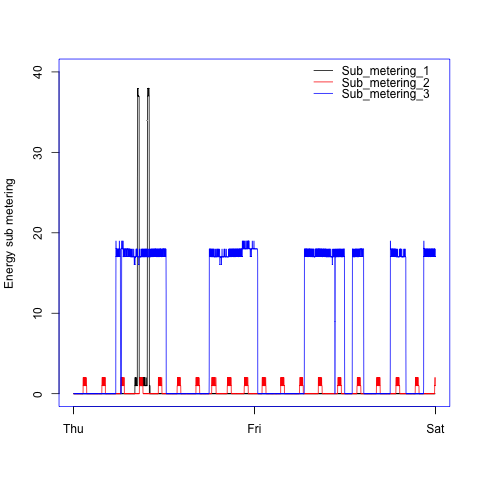 Sub_metering_1
Sub_metering_2
Sub_metering_3
Energy sub metering
40
30
20
10
0
Thu
Fri
Sat